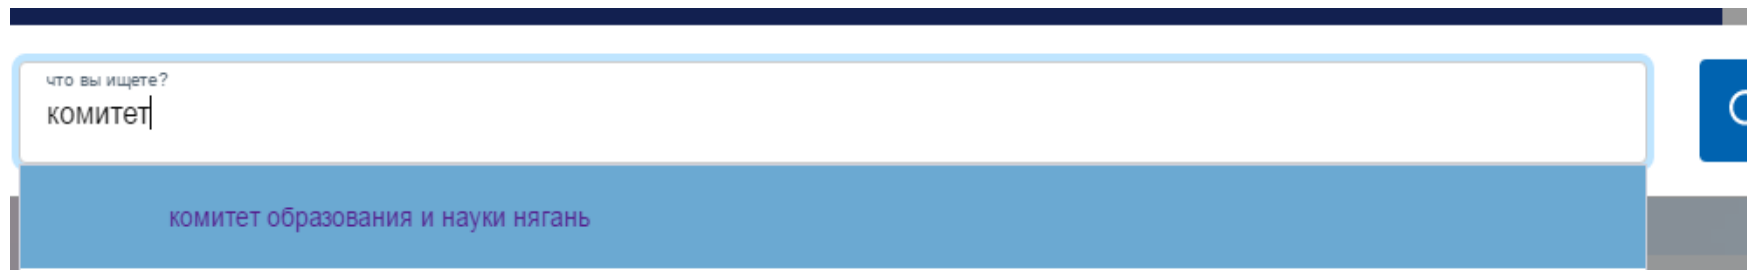 что вы ищете?
комитет
комитет образования и науки нягань